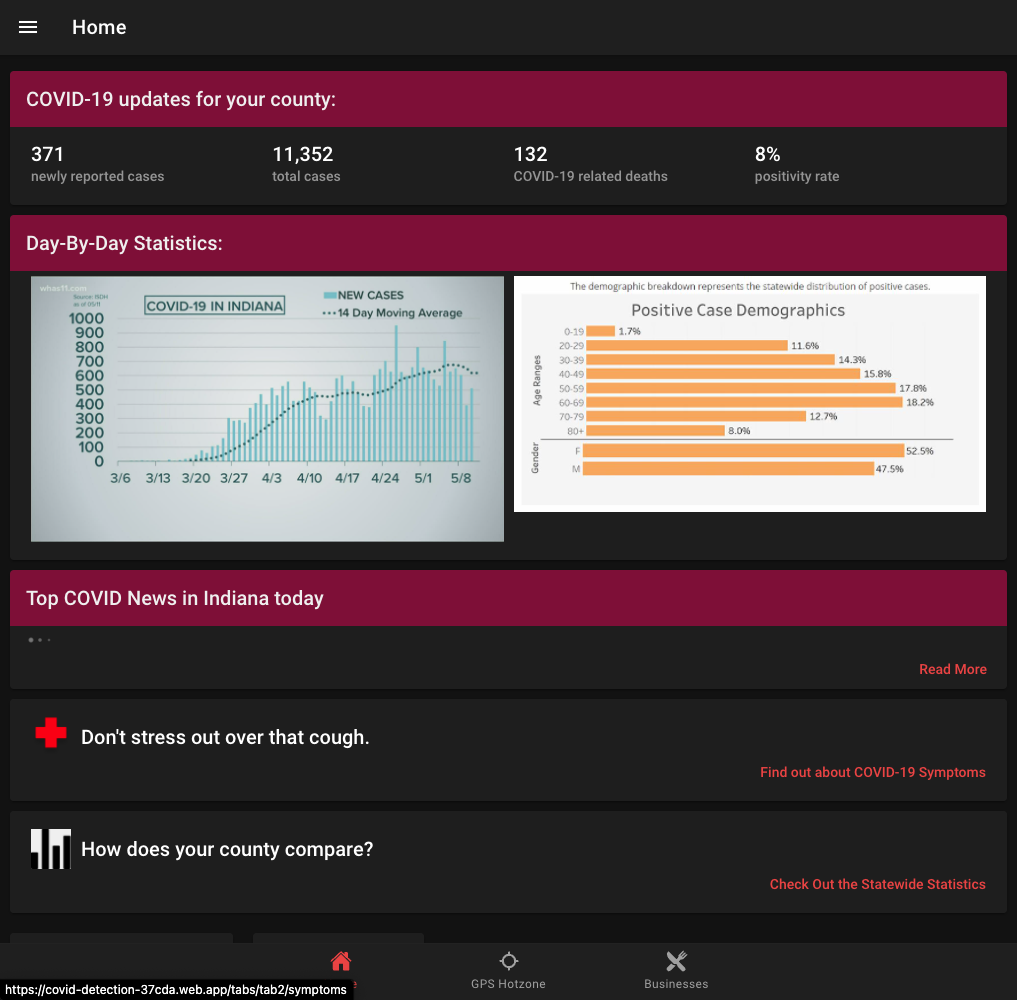 Home
COVID-19 updates for your county:
371
newly reported cases
11,352
total cases
132
COVID-19 related deaths
8%
positivity rate
Day-By-Day Statistics:
whas11.com
Source: ISDH
as of 05/11
COVID-19 IN INDIANA
NEW CASES
14 Day Moving Average
1000
900
800
700
600
500
400
300
200
100
0
3/6 3/13 3/20 3/27 4/3 4/10 4/17 4/24 5/1 5/8
The demographic breakdown represents the statewide distribution of positive cases.
Positive Case Demographics
Age Ranges
0-19 1.7%
20-29 11.6%
30-39 14.3%
40-49 15.8%
50-59 17.8%
60-69 18.2%
70-79 12.7%
80+ 8.0%
Gender
F 52.5%
M 47.5%
Top COVID News in Indiana today
Read More
Don't stress out over that cough.
Find out about COVID-19 Symptoms
How does your county compare?
Check Out the Statewide Statistics
GPS Hotzone
Businesses
https://covid-detection-37cda.web.app/tabs/tab2/symptoms